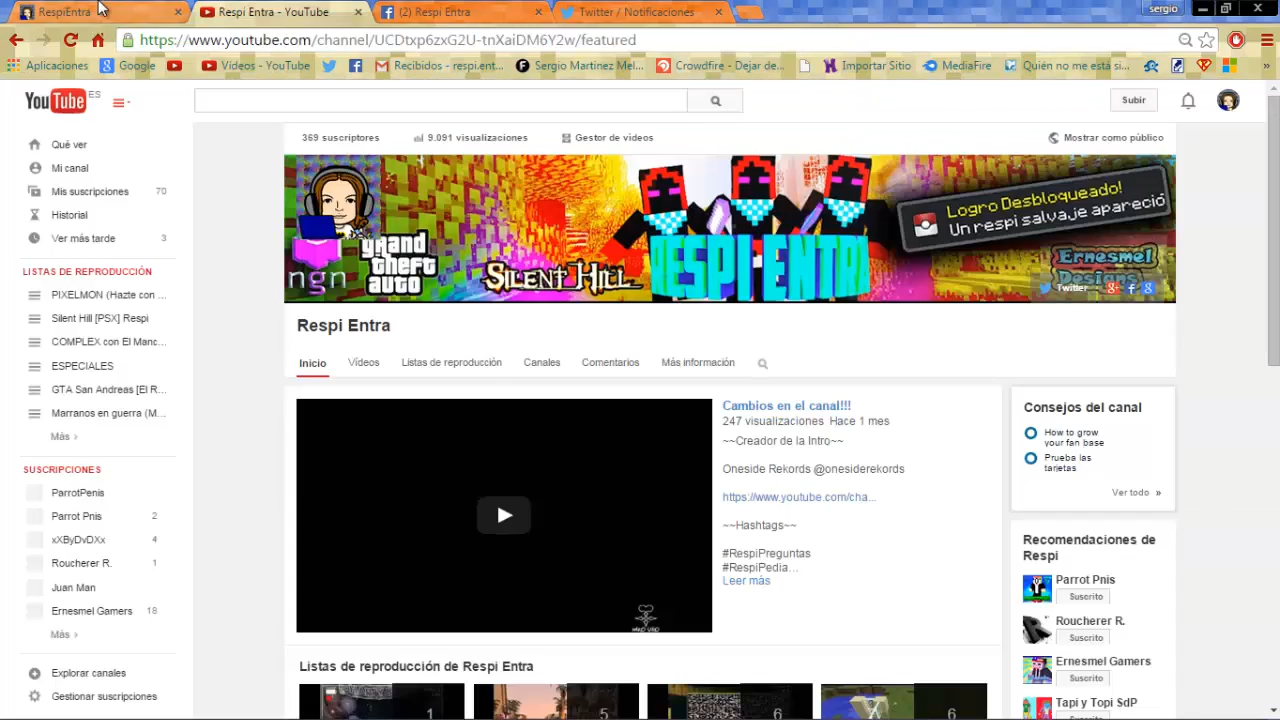 RespiEntra
Respi Entra - YouTube
(2) Respi Entra
Twitter / Notificaciones
sergio
https://www.youtube.com/channel/UCDtxp6zxG2U-tnXaiDM6Y2w/featured
Aplicaciones
Google
Vídeos - YouTube
Recibidos - respi.ent...
Sergio Martinez Mel...
Crowdfire - Dejar de...
Importar Sitio
MediaFire
Quién no me está si...
YouTube ES
Subir
Qué ver
Mi canal
Mis suscripciones 70
Historial
Ver más tarde 3
LISTAS DE REPRODUCCIÓN
PIXELMON (Hazte con ...
Silent Hill [PSX] Respi
COMPLEX con El Manc...
ESPECIALES
GTA San Andreas [El R...
Marranos en guerra (M...
Más ›
SUSCRIPCIONES
ParrotPenis
Parrot Pnis 2
xXByDvDXx 4
Roucherer R. 1
Juan Man
Ernesmel Gamers 18
Más ›
Explorar canales
Gestionar suscripciones
369 suscriptores
9.091 visualizaciones
Gestor de vídeos
Mostrar como público
ngn
grand theft auto
SILENT HILL
RESPI ENTRA
Logro Desbloqueado!
Un respi salvaje apareció
Ernesmel
Designs
Twitter
Respi Entra
Inicio
Vídeos
Listas de reproducción
Canales
Comentarios
Más información
Cambios en el canal!!!
247 visualizaciones Hace 1 mes
~~Creador de la Intro~~
Oneside Rekords @onesiderekords
https://www.youtube.com/cha...
~~Hashtags~~
#RespiPreguntas
#RespiPedia...
Leer más
Consejos del canal
How to grow
your fan base
Prueba las
tarjetas
Ver todo »
Recomendaciones de
Respi
Parrot Pnis
Suscrito
Roucherer R.
Suscrito
Ernesmel Gamers
Suscrito
Tapi y Topi SdP
Listas de reproducción de Respi Entra
1
5
6
6